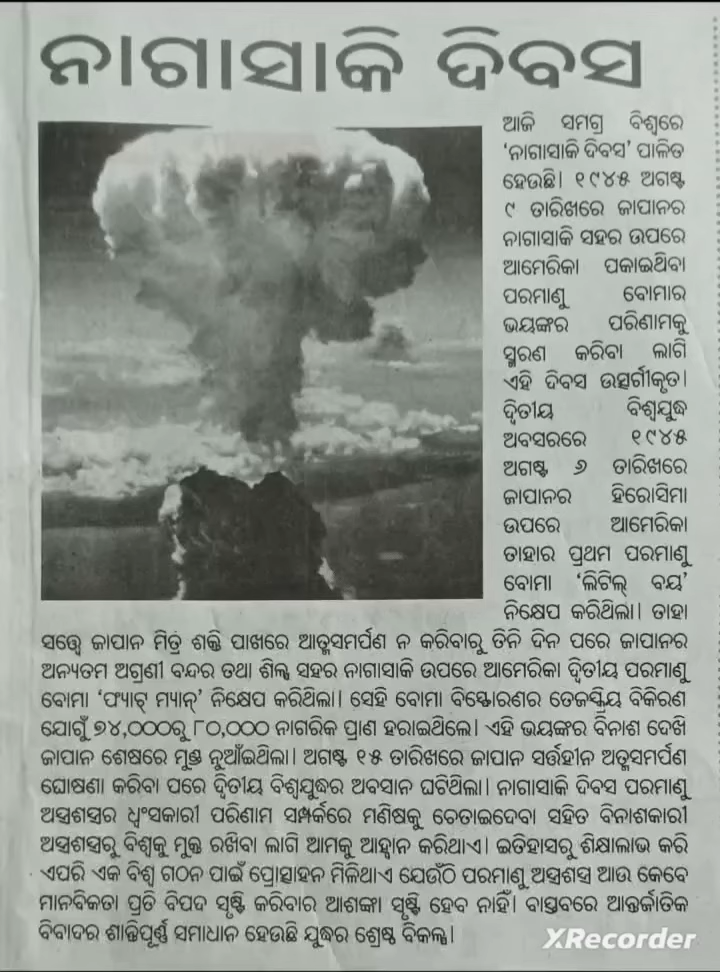 ନାଗାସାକି ଦିବସ
ଆଜି ସମଗ୍ର ବିଶ୍ୱରେ
‘ନାଗାସାକି ଦିବସ’ ପାଳିତ
ହେଉଛି। ୧୯୪୫ ଅଗଷ୍ଟ
୯ ତାରିଖରେ ଜାପାନର
ନାଗାସାକି ସହର ଉପରେ
ଆମେରିକା ପକାଇଥିବା
ପରମାଣୁ ବୋମାର
ଭୟଙ୍କର ପରିଣାମକୁ
ସ୍ମରଣ କରିବା ଲାଗି
ଏହି ଦିବସ ଉତ୍ସର୍ଗୀକୃତ।
ଦ୍ୱିତୀୟ ବିଶ୍ୱଯୁଦ୍ଧ
ଅବସରରେ ୧୯୪୫
ଅଗଷ୍ଟ ୬ ତାରିଖରେ
ଜାପାନର ହିରୋସିମା
ଉପରେ ଆମେରିକା
ତାହାର ପ୍ରଥମ ପରମାଣୁ
ବୋମା ‘ଲିଟିଲ୍ ବୟ’
ନିକ୍ଷେପ କରିଥିଲା। ତାହା
ସତ୍ତ୍ୱେ ଜାପାନ ମିତ୍ର ଶକ୍ତି ପାଖରେ ଆତ୍ମସମର୍ପଣ ନ କରିବାରୁ ତିନି ଦିନ ପରେ ଜାପାନର
ଅନ୍ୟତମ ଅଗ୍ରଣୀ ବନ୍ଦର ତଥା ଶିଳ୍ପ ସହର ନାଗାସାକି ଉପରେ ଆମେରିକା ଦ୍ୱିତୀୟ ପରମାଣୁ
ବୋମା ‘ଫ୍ୟାଟ୍ ମ୍ୟାନ୍’ ନିକ୍ଷେପ କରିଥିଲା। ସେହି ବୋମା ବିସ୍ଫୋରଣର ତେଜସ୍କ୍ରିୟ ବିକିରଣ
ଯୋଗୁଁ ୭୪,୦୦୦ରୁ ୮୦,୦୦୦ ନାଗରିକ ପ୍ରାଣ ହରାଇଥିଲେ। ଏହି ଭୟଙ୍କର ବିନାଶ ଦେଖି
ଜାପାନ ଶେଷରେ ମୁଣ୍ଡ ନୁଆଁଇଥିଲା। ଅଗଷ୍ଟ ୧୫ ତାରିଖରେ ଜାପାନ ସର୍ତ୍ତହୀନ ଅତ୍ମସମର୍ପଣ
ଘୋଷଣା କରିବା ପରେ ଦ୍ୱିତୀୟ ବିଶ୍ୱଯୁଦ୍ଧର ଅବସାନ ଘଟିଥିଲା। ନାଗାସାକି ଦିବସ ପରମାଣୁ
ଅସ୍ତ୍ରଶସ୍ତ୍ରର ଧ୍ୱଂସକାରୀ ପରିଣାମ ସମ୍ପର୍କରେ ମଣିଷକୁ ଚେତାଇଦେବା ସହିତ ବିନାଶକାରୀ
ଅସ୍ତ୍ରଶସ୍ତ୍ରରୁ ବିଶ୍ୱକୁ ମୁକ୍ତ ରଖିବା ଲାଗି ଆମକୁ ଆହ୍ୱାନ କରିଥାଏ। ଇତିହାସରୁ ଶିକ୍ଷାଲାଭ କରି
ଏପରି ଏକ ବିଶ୍ୱ ଗଠନ ପାଇଁ ପ୍ରୋତ୍ସାହନ ମିଳିଥାଏ ଯେଉଁଠି ପରମାଣୁ ଅସ୍ତ୍ରଶସ୍ତ୍ର ଆଉ କେବେ
ମାନବିକତା ପ୍ରତି ବିପଦ ସୃଷ୍ଟି କରିବାର ଆଶଙ୍କା ସୃଷ୍ଟି ହେବ ନାହିଁ। ବାସ୍ତବରେ ଆନ୍ତର୍ଜାତିକ
ବିବାଦର ଶାନ୍ତିପୂର୍ଣ୍ଣ ସମାଧାନ ହେଉଛି ଯୁଦ୍ଧର ଶ୍ରେଷ୍ଠ ବିକଳ୍ପ।
XRecorder